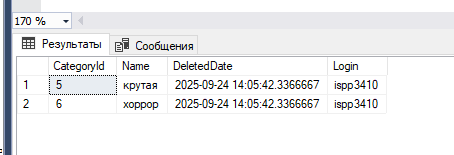 170 %
Результаты Сообщения
CategoryId Name DeletedDate Login
1 5 крутая 2025-09-24 14:05:42.3366667 ispp3410
2 6 хоррор 2025-09-24 14:05:42.3366667 ispp3410